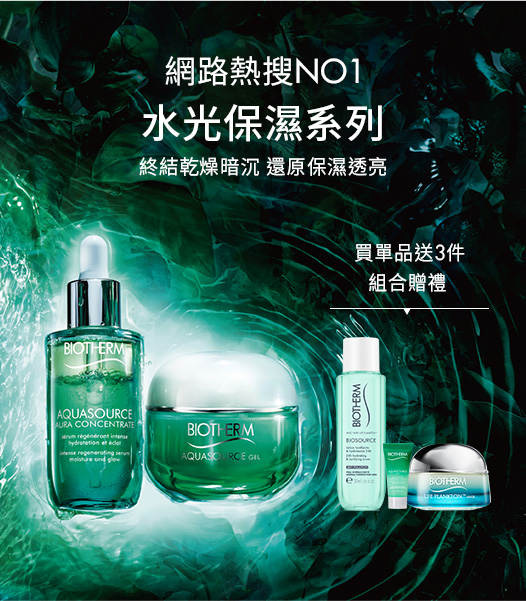 網路熱搜NO1
水光保濕系列
終結乾燥暗沉 還原保濕透亮
買單品送3件
組合贈禮
BIOTHERM
AQUASOURCE
AURA CONCENTRATE
sérum régénérant intense
hydratation et éclat
intense regenerating serum
moisture and glow
BIOTHERM
AQUASOURCE GEL
BIOTHERM
BIOSOURCE
BIOTHERM
BIOTHERM
LIFE PLANKTON